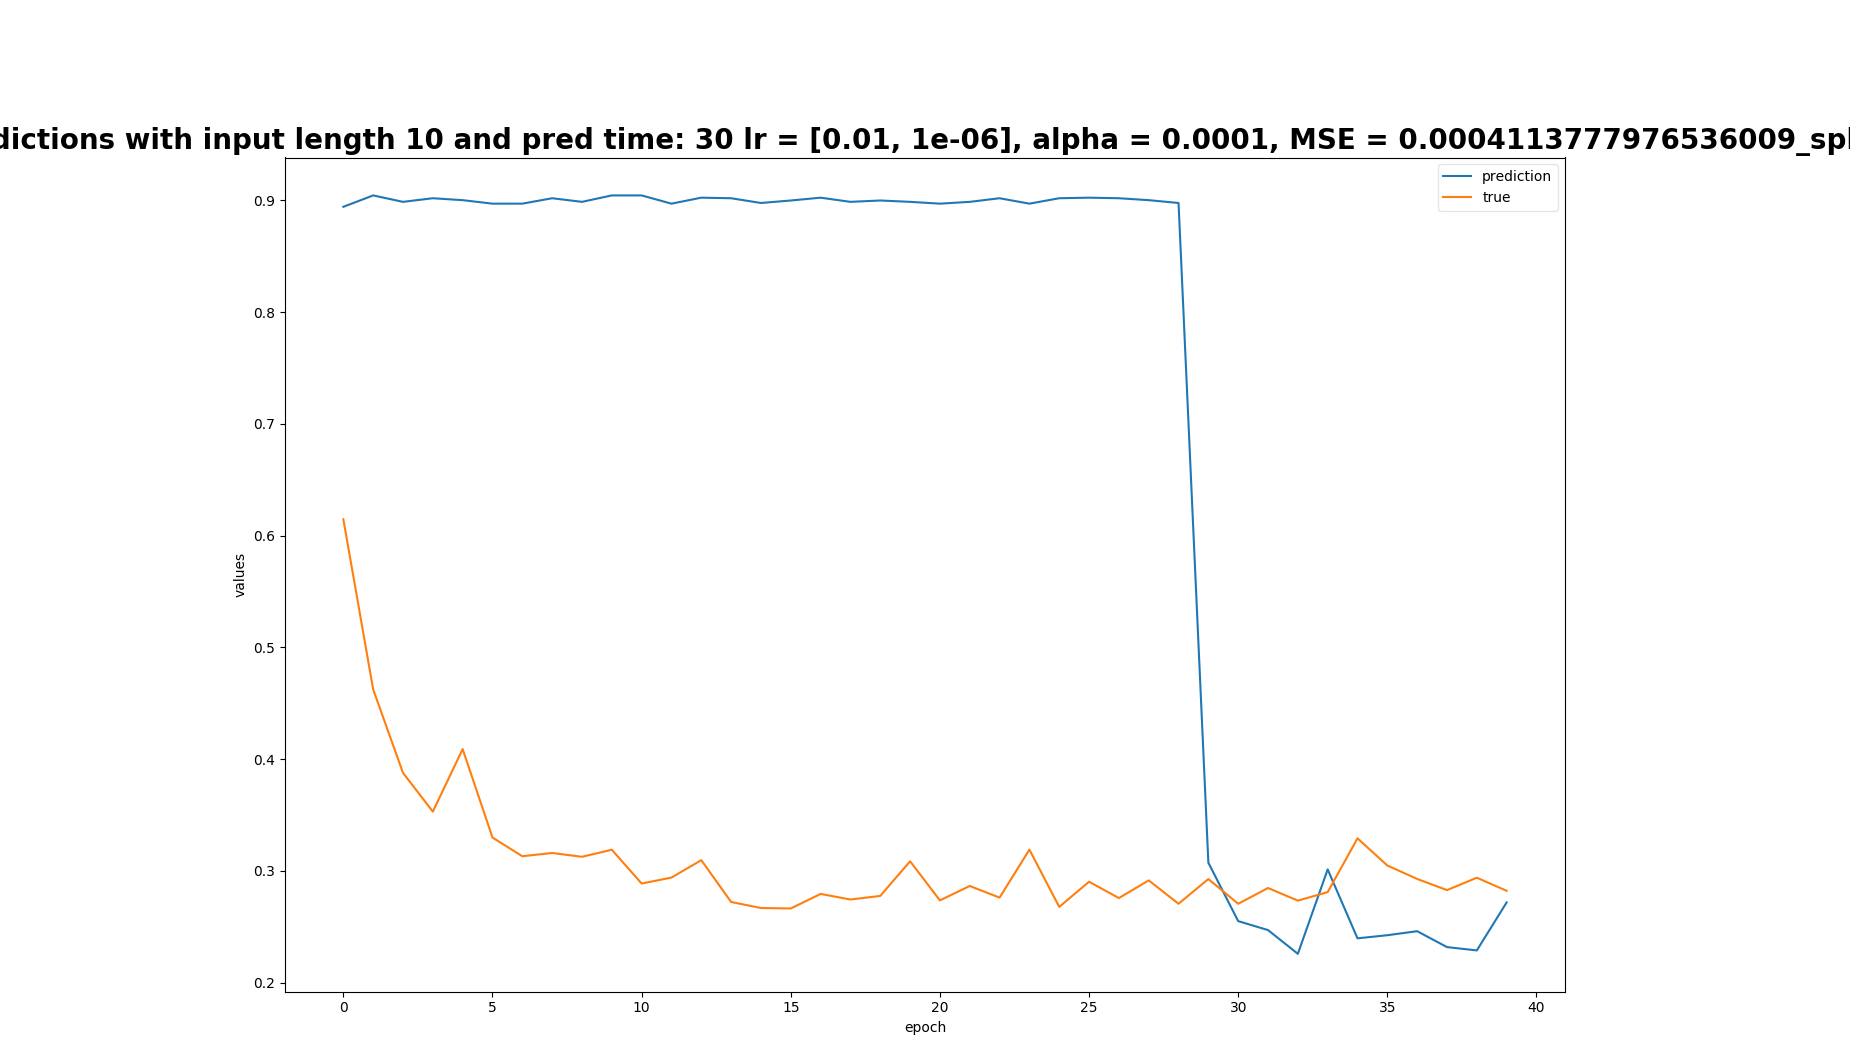 dictions with input length 10 and pred time: 30 lr = [0.01, 1e-06], alpha = 0.0001, MSE = 0.0004113777976536009_spl
prediction
true
0.9
0.8
0.7
0.6
0.5
0.4
0.3
0.2
values
0 5 10 15 20 25 30 35 40
epoch